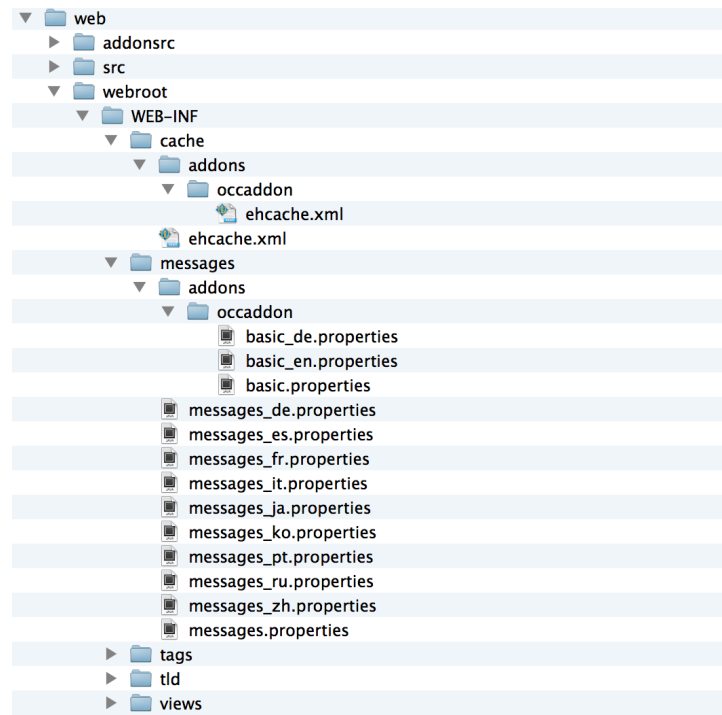 web
addonsrc
src
webroot
WEB-INF
cache
addons
occaddon
ehcache.xml
ehcache.xml
messages
addons
occaddon
basic_de.properties
basic_en.properties
basic.properties
messages_de.properties
messages_es.properties
messages_fr.properties
messages_it.properties
messages_ja.properties
messages_ko.properties
messages_pt.properties
messages_ru.properties
messages_zh.properties
messages.properties
tags
tld
views